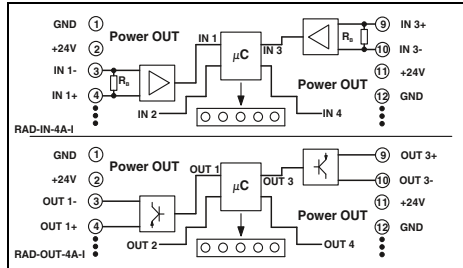 GND 1 Power OUT IN 1 µC IN 3 9 IN 3+
+24V 2 RB 10 IN 3-
IN 1- 3 RB Power OUT 11 +24V
IN 1+ 4 IN 2 IN 4 12 GND
RAD-IN-4A-I
GND 1 Power OUT OUT 1 µC OUT 3 9 OUT 3+
+24V 2 10 OUT 3-
OUT 1- 3 Power OUT 11 +24V
OUT 1+ 4 OUT 2 OUT 4 12 GND
RAD-OUT-4A-I